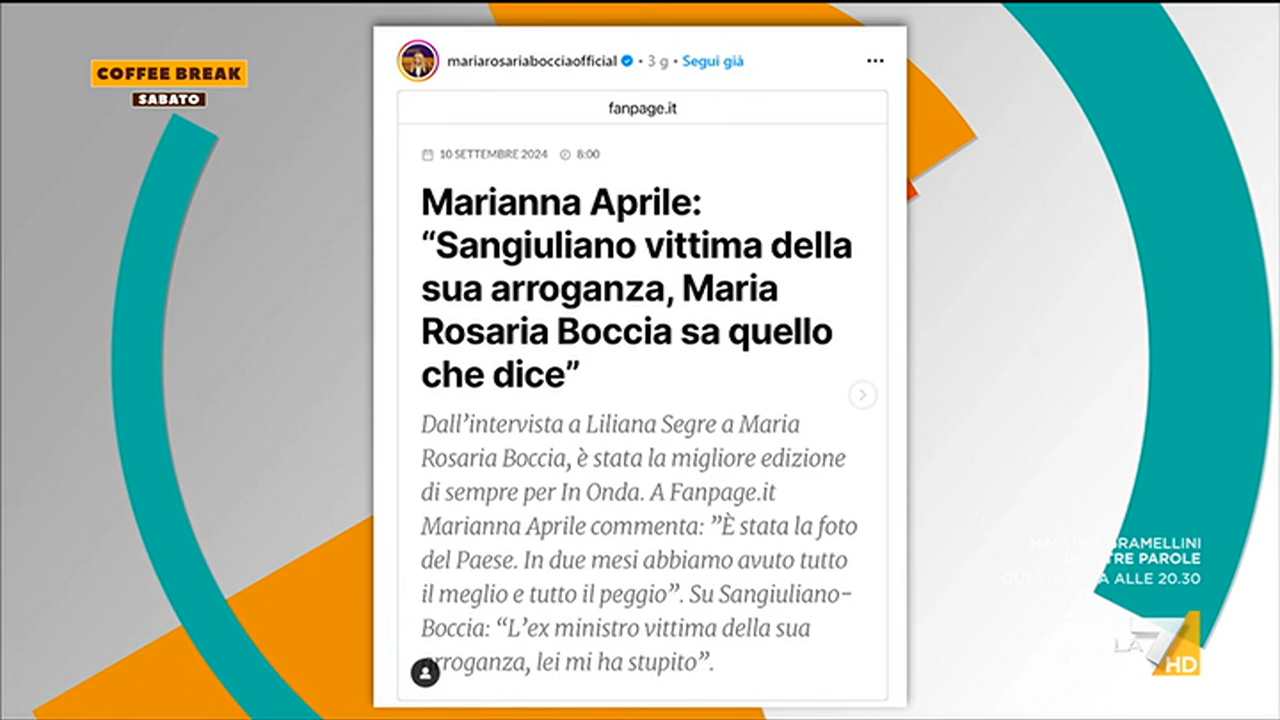 COFFEE BREAK
SABATO
mariarosariabocciaofficial • 3 g • Segui già
fanpage.it
10 SETTEMBRE 2024 8:00
Marianna Aprile:
“Sangiuliano vittima della
sua arroganza, Maria
Rosaria Boccia sa quello
che dice”
Dall’intervista a Liliana Segre a Maria
Rosaria Boccia, è stata la migliore edizione
di sempre per In Onda. A Fanpage.it
Marianna Aprile commenta: ”È stata la foto
del Paese. In due mesi abbiamo avuto tutto
il meglio e tutto il peggio”. Su Sangiuliano-
Boccia: “L’ex ministro vittima della sua
arroganza, lei mi ha stupito”.
GRAMELLINI
PAROLE
ALLE 20.30
LA7
HD